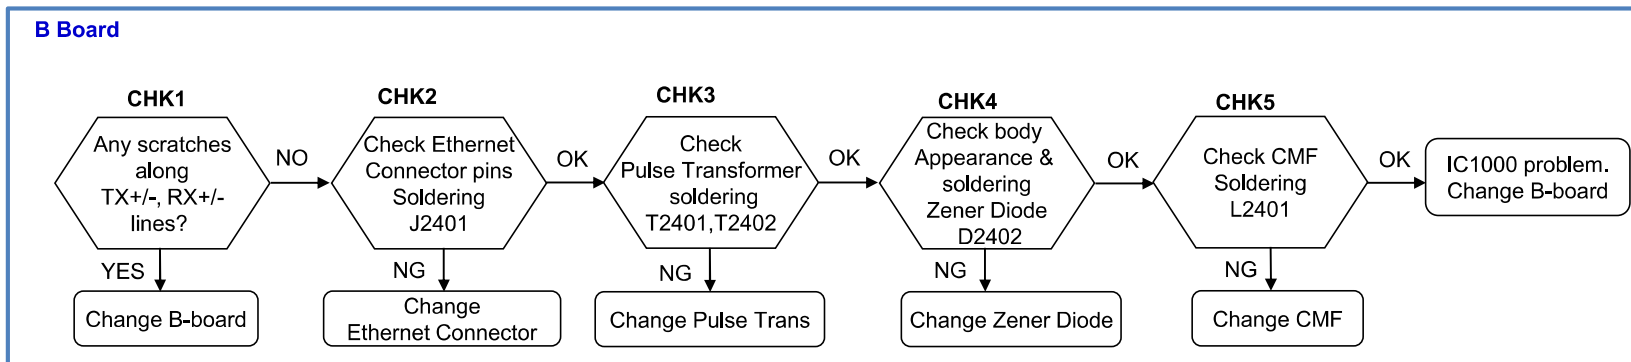 B Board
CHK1
Any scratches
along
TX+/-, RX+/-
lines?
NO
YES
Change B-board
CHK2
Check Ethernet
Connector pins
Soldering
J2401
OK
NG
Change
Ethernet Connector
CHK3
Check
Pulse Transformer
soldering
T2401,T2402
OK
NG
Change Pulse Trans
CHK4
Check body
Appearance &
soldering
Zener Diode
D2402
OK
NG
Change Zener Diode
CHK5
Check CMF
Soldering
L2401
OK
NG
Change CMF
IC1000 problem.
Change B-board